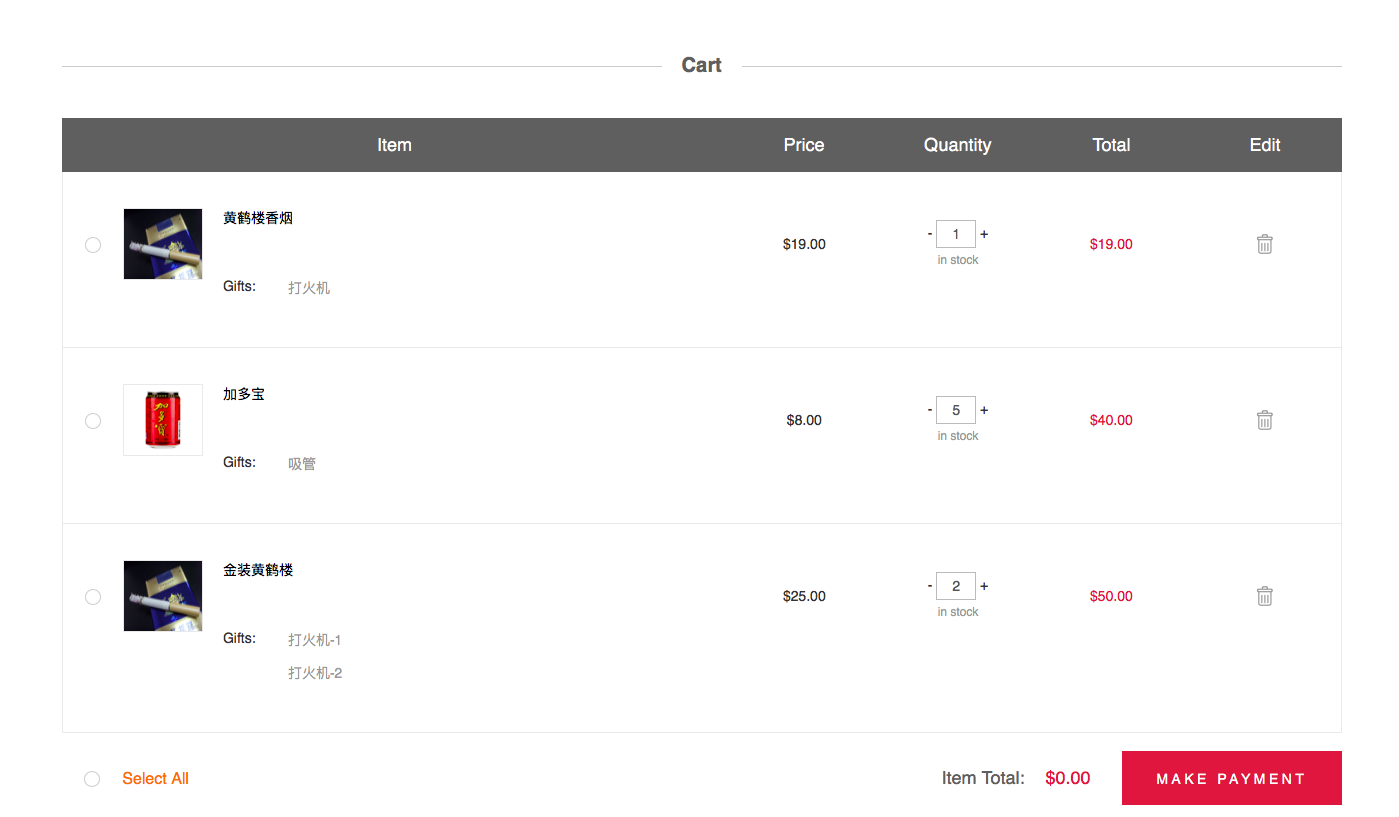 Cart
Item Price Quantity Total Edit
黄鹤楼香烟
$19.00 - 1 + $19.00
in stock
Gifts: 打火机
加多宝
加多寶
$8.00 - 5 + $40.00
in stock
Gifts: 吸管
金装黄鹤楼
$25.00 - 2 + $50.00
in stock
Gifts: 打火机-1
打火机-2
Select All Item Total: $0.00 MAKE PAYMENT